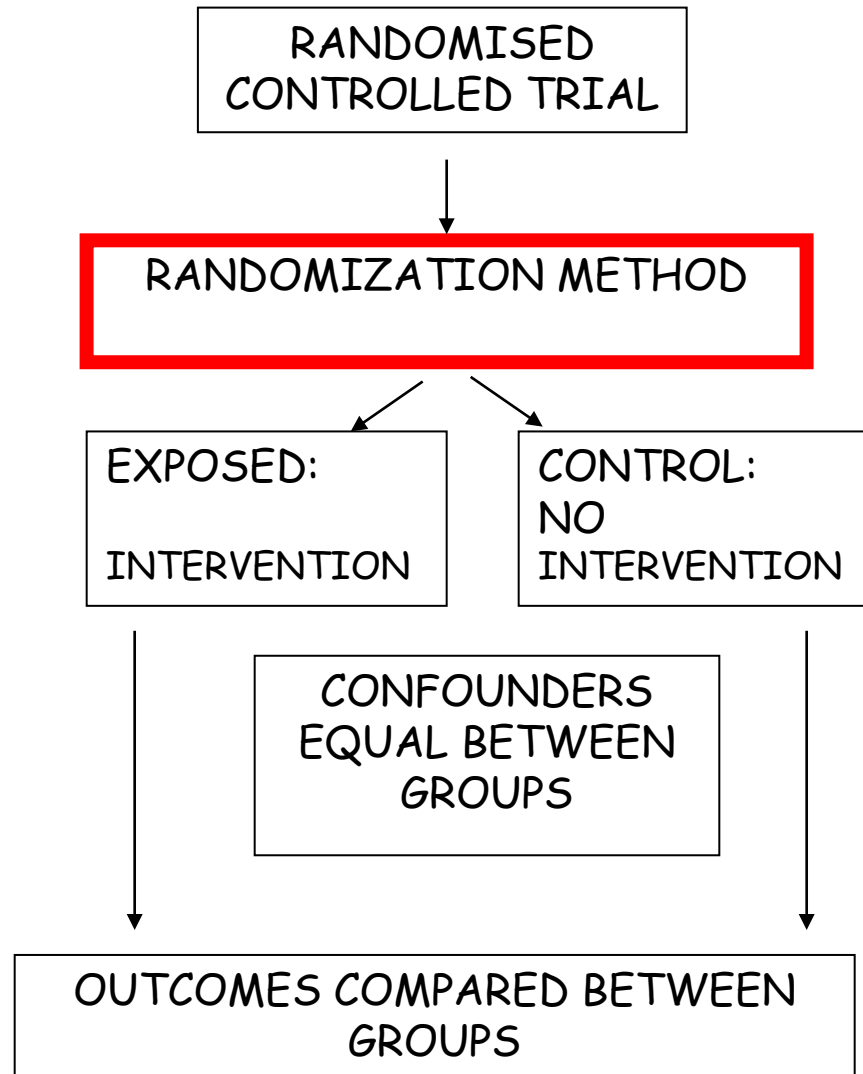 RANDOMISED
CONTROLLED TRIAL
RANDOMIZATION METHOD
EXPOSED:
INTERVENTION
CONTROL:
NO
INTERVENTION
CONFOUNDERS
EQUAL BETWEEN
GROUPS
OUTCOMES COMPARED BETWEEN
GROUPS